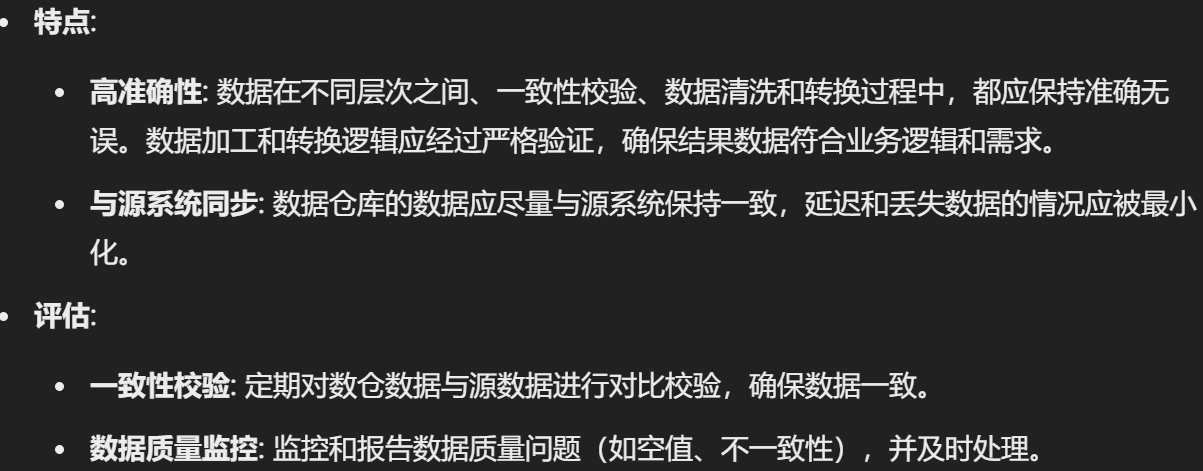 • 特点:
• 高准确性: 数据在不同层次之间、一致性校验、数据清洗和转换过程中，都应保持准确无
误。数据加工和转换逻辑应经过严格验证，确保结果数据符合业务逻辑和需求。
• 与源系统同步: 数据仓库的数据应尽量与源系统保持一致，延迟和丢失数据的情况应被最小
化。
• 评估:
• 一致性校验: 定期对数仓数据与源数据进行对比校验，确保数据一致。
• 数据质量监控: 监控和报告数据质量问题（如空值、不一致性），并及时处理。